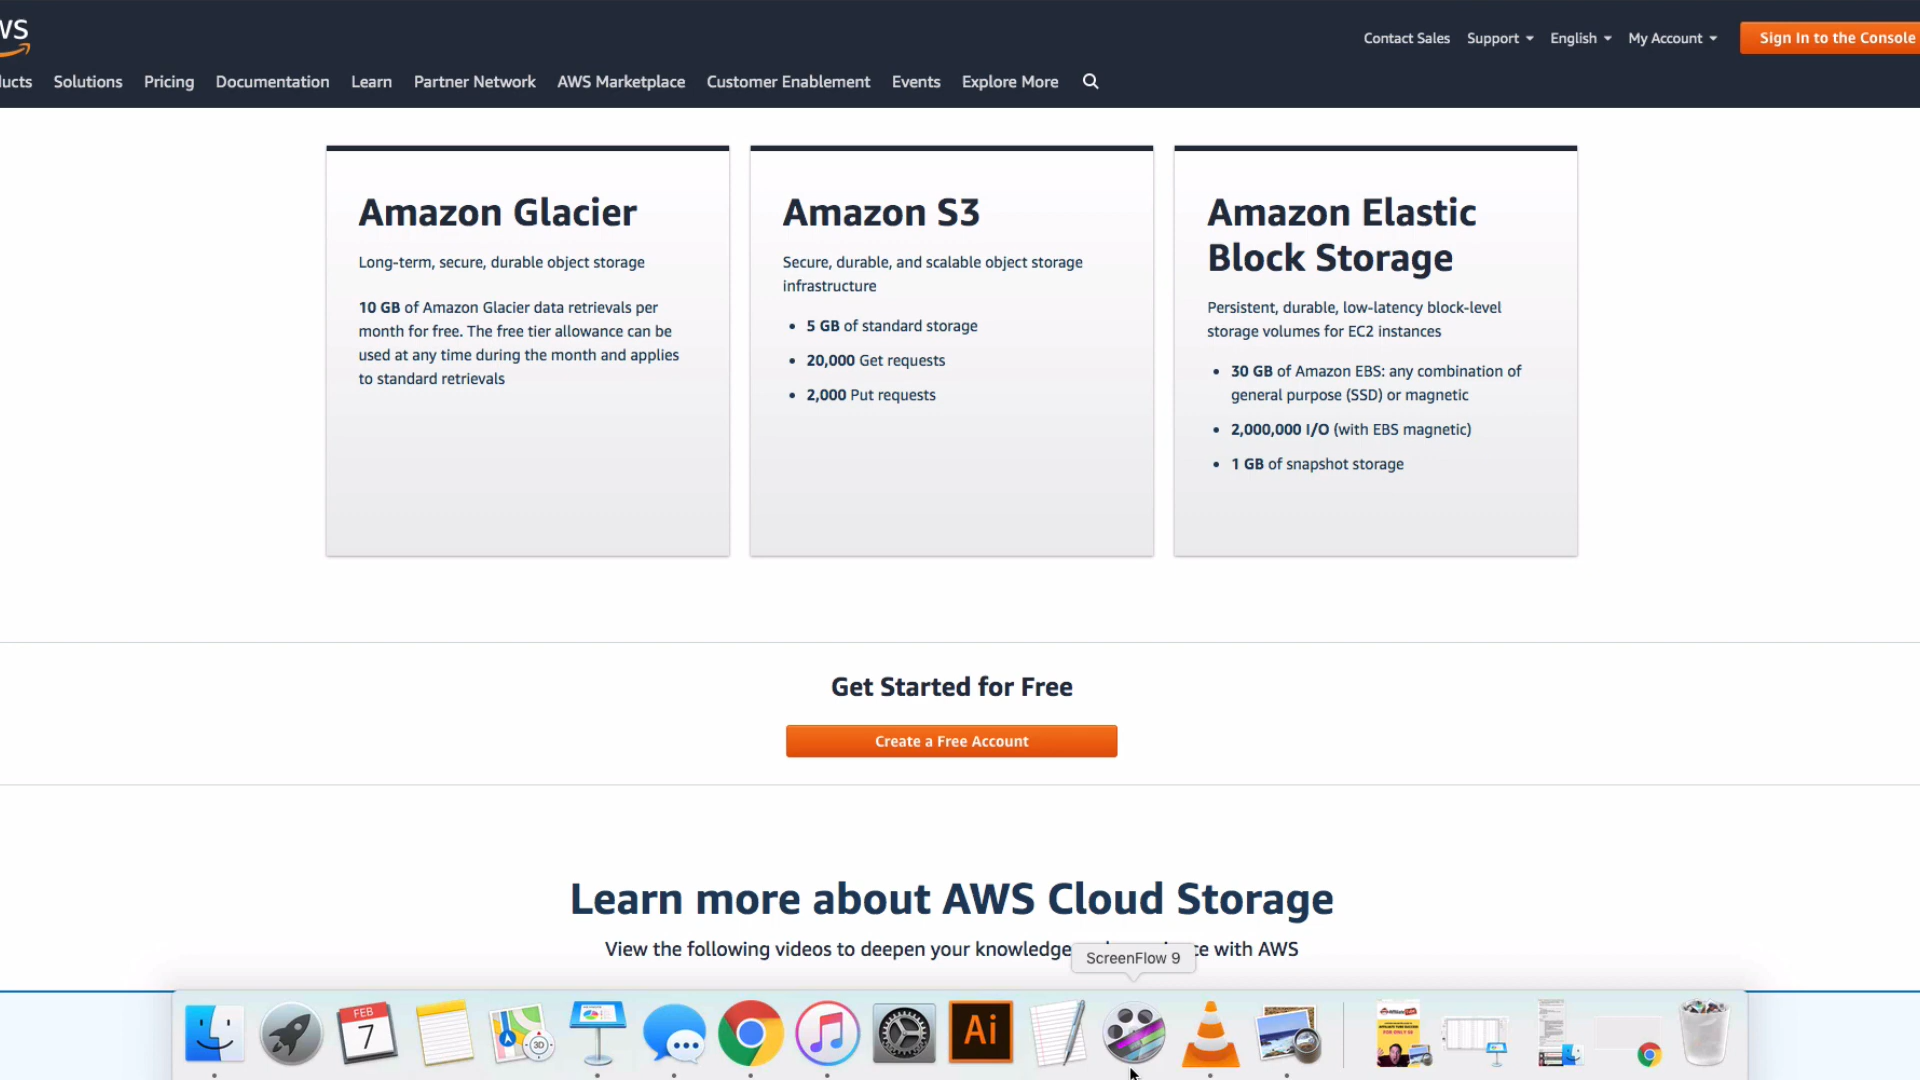 Contact Sales Support English My Account Sign In to the Console
Solutions Pricing Documentation Learn Partner Network AWS Marketplace Customer Enablement Events Explore More
Amazon Glacier
Long-term, secure, durable object storage
10 GB of Amazon Glacier data retrievals per
month for free. The free tier allowance can be
used at any time during the month and applies
to standard retrievals
Amazon S3
Secure, durable, and scalable object storage
infrastructure
• 5 GB of standard storage
• 20,000 Get requests
• 2,000 Put requests
Amazon Elastic
Block Storage
Persistent, durable, low-latency block-level
storage volumes for EC2 instances
• 30 GB of Amazon EBS: any combination of
general purpose (SSD) or magnetic
• 2,000,000 I/O (with EBS magnetic)
• 1 GB of snapshot storage
Get Started for Free
Create a Free Account
Learn more about AWS Cloud Storage
View the following videos to deepen your knowledge with AWS
ScreenFlow 9
FEB
7
3D
Ai